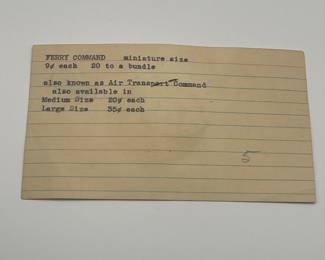 FERRY COMMAND miniature size
9¢ each 20 to a bundle
also known as Air Transport Command
also available in
Medium Size 20¢ each
Large Size 35¢ each
5